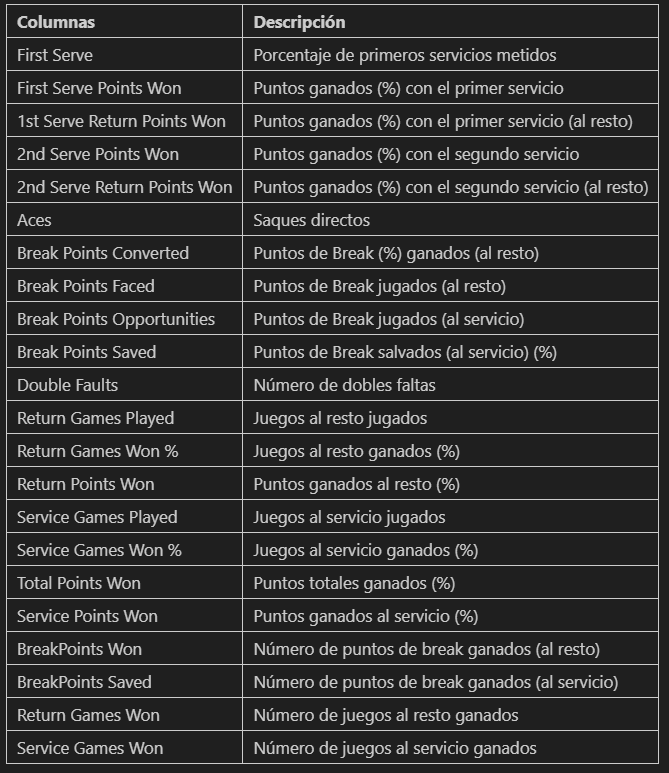 Columnas Descripción
First Serve Porcentaje de primeros servicios metidos
First Serve Points Won Puntos ganados (%) con el primer servicio
1st Serve Return Points Won Puntos ganados (%) con el primer servicio (al resto)
2nd Serve Points Won Puntos ganados (%) con el segundo servicio
2nd Serve Return Points Won Puntos ganados (%) con el segundo servicio (al resto)
Aces Saques directos
Break Points Converted Puntos de Break (%) ganados (al resto)
Break Points Faced Puntos de Break jugados (al resto)
Break Points Opportunities Puntos de Break jugados (al servicio)
Break Points Saved Puntos de Break salvados (al servicio) (%)
Double Faults Número de dobles faltas
Return Games Played Juegos al resto jugados
Return Games Won % Juegos al resto ganados (%)
Return Points Won Puntos ganados al resto (%)
Service Games Played Juegos al servicio jugados
Service Games Won % Juegos al servicio ganados (%)
Total Points Won Puntos totales ganados (%)
Service Points Won Puntos ganados al servicio (%)
BreakPoints Won Número de puntos de break ganados (al resto)
BreakPoints Saved Número de puntos de break ganados (al servicio)
Return Games Won Número de juegos al resto ganados
Service Games Won Número de juegos al servicio ganados